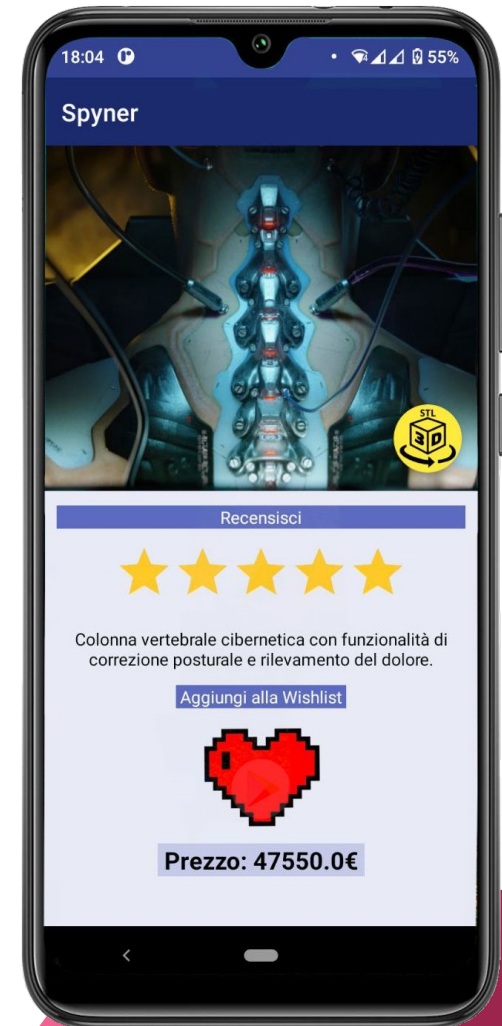 18:04
55%
Spyner
STL
3D
Recensisci
Colonna vertebrale cibernetica con funzionalità di
correzione posturale e rilevamento del dolore.
Aggiungi alla Wishlist
Prezzo: 47550.0€